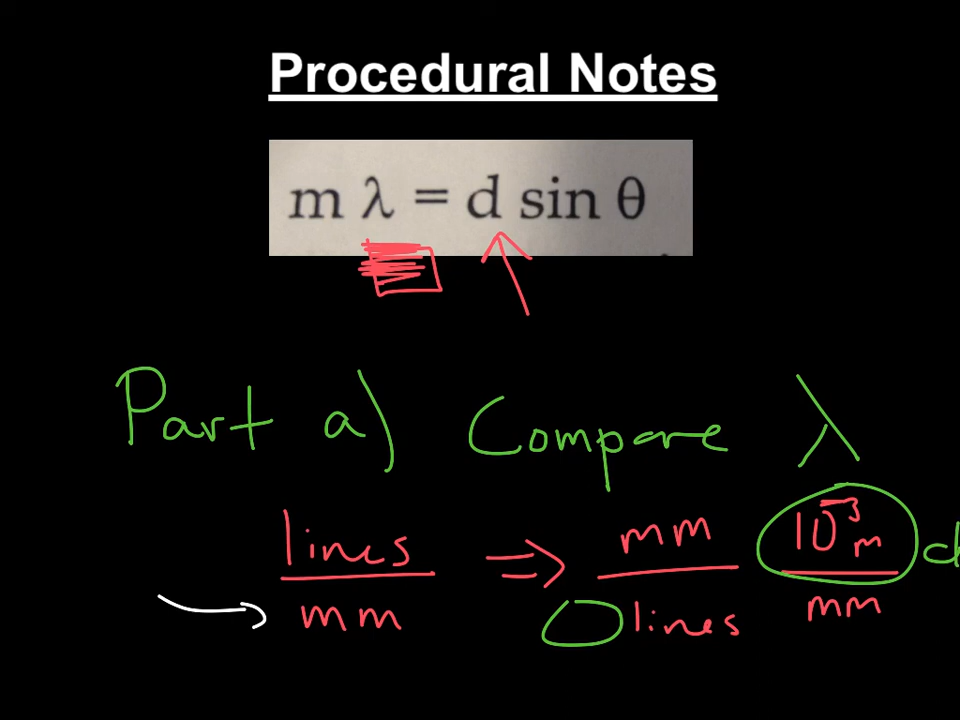 Procedural Notes
m λ = d sin θ
Part a) Compare λ
lines ⇒ mm 10⁻³ m d
mm lines mm